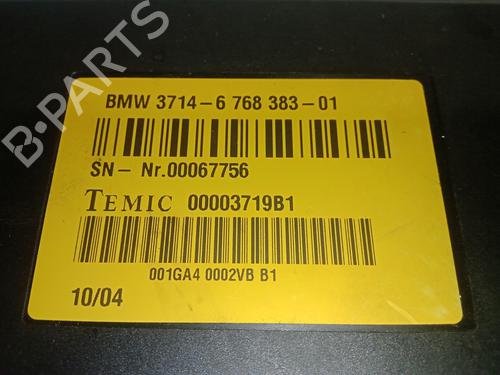 BMW 3714-6 768 383-01
SN- Nr.00067756
TEMIC 00003719B1
001GA4 0002VB B1
10/04
B-PARTS